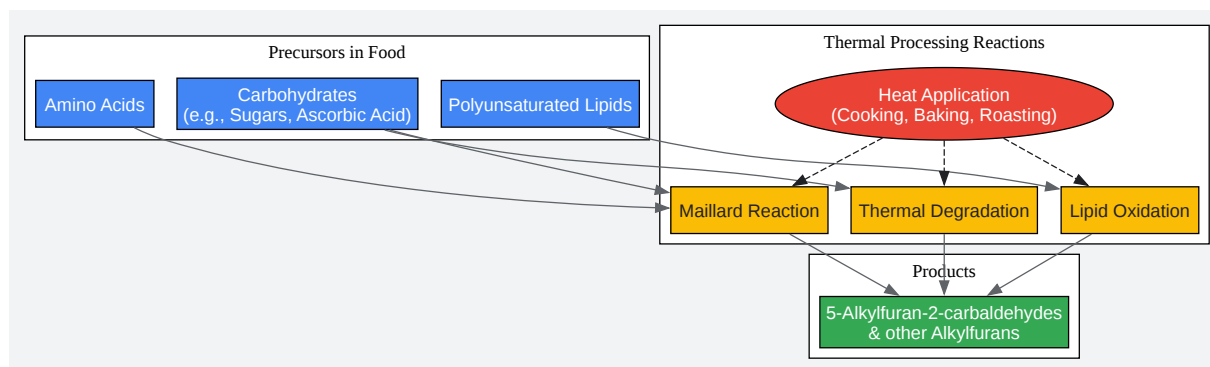 Precursors in Food
Amino Acids
Carbohydrates
(e.g., Sugars, Ascorbic Acid)
Polyunsaturated Lipids
Thermal Processing Reactions
Heat Application
(Cooking, Baking, Roasting)
Maillard Reaction
Thermal Degradation
Lipid Oxidation
Products
5-Alkylfuran-2-carbaldehydes
& other Alkylfurans